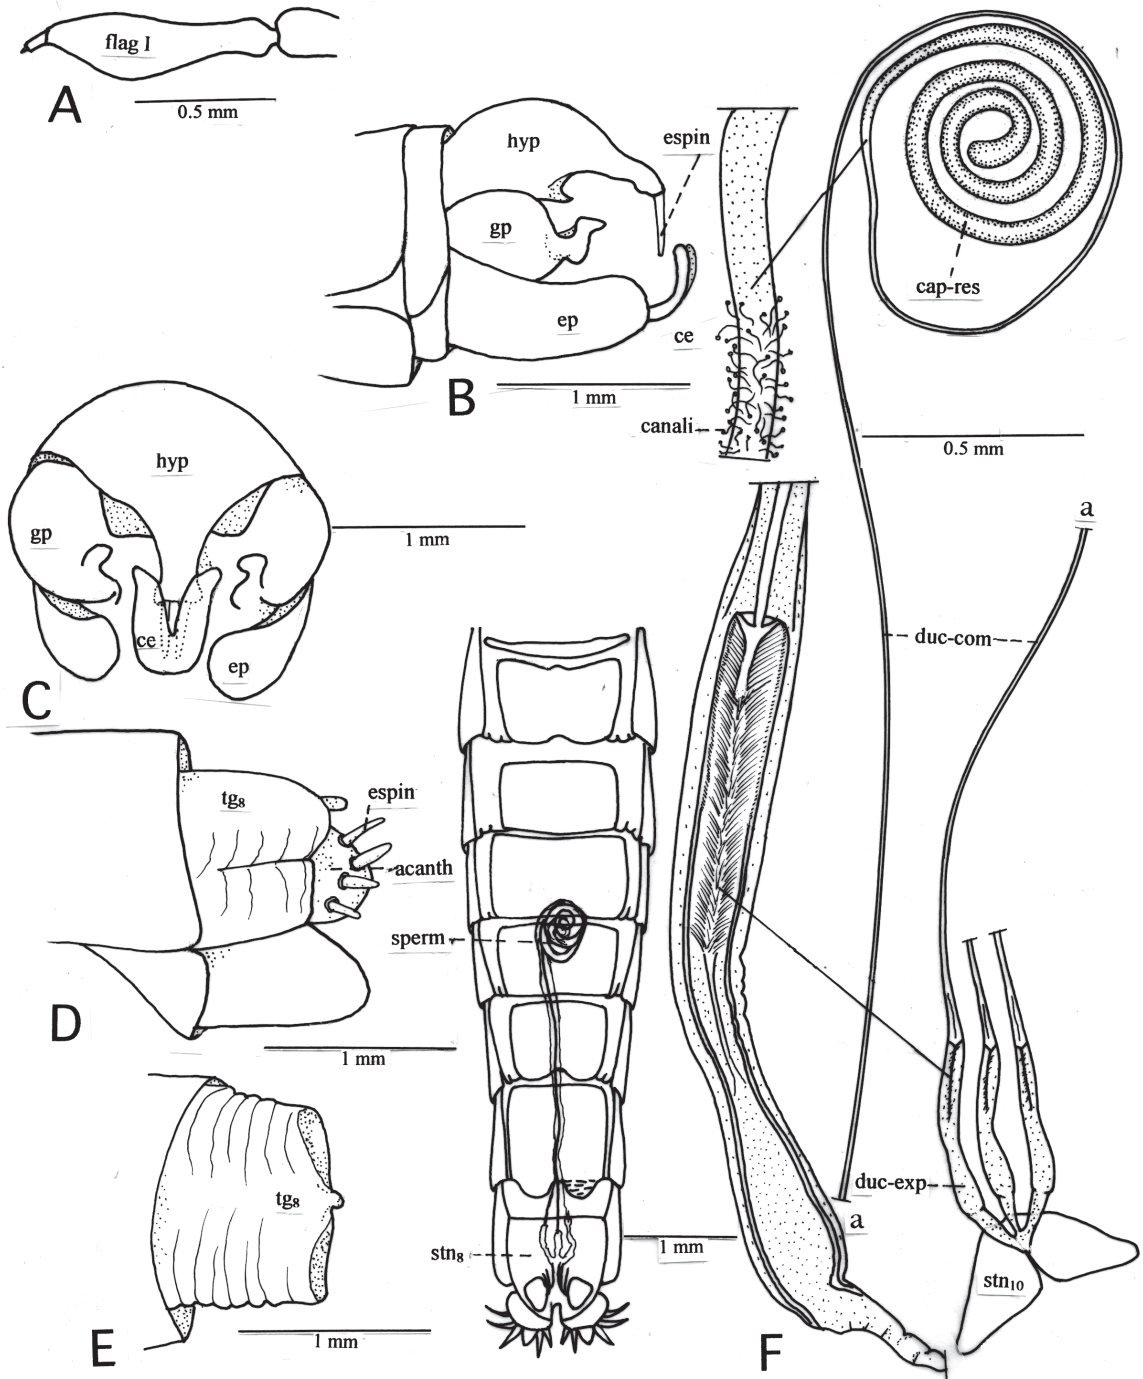 flag I
A
0.5 mm
hyp
espin
gp
ep
ce
B
1 mm
canali
cap-res
0.5 mm
hyp
gp
1 mm
ce
ep
C
a
duc-com
tg8
espin
acanth
D
1 mm
sperm
tg8
E
1 mm
stn8
1 mm
duc-exp
a
stn10
F